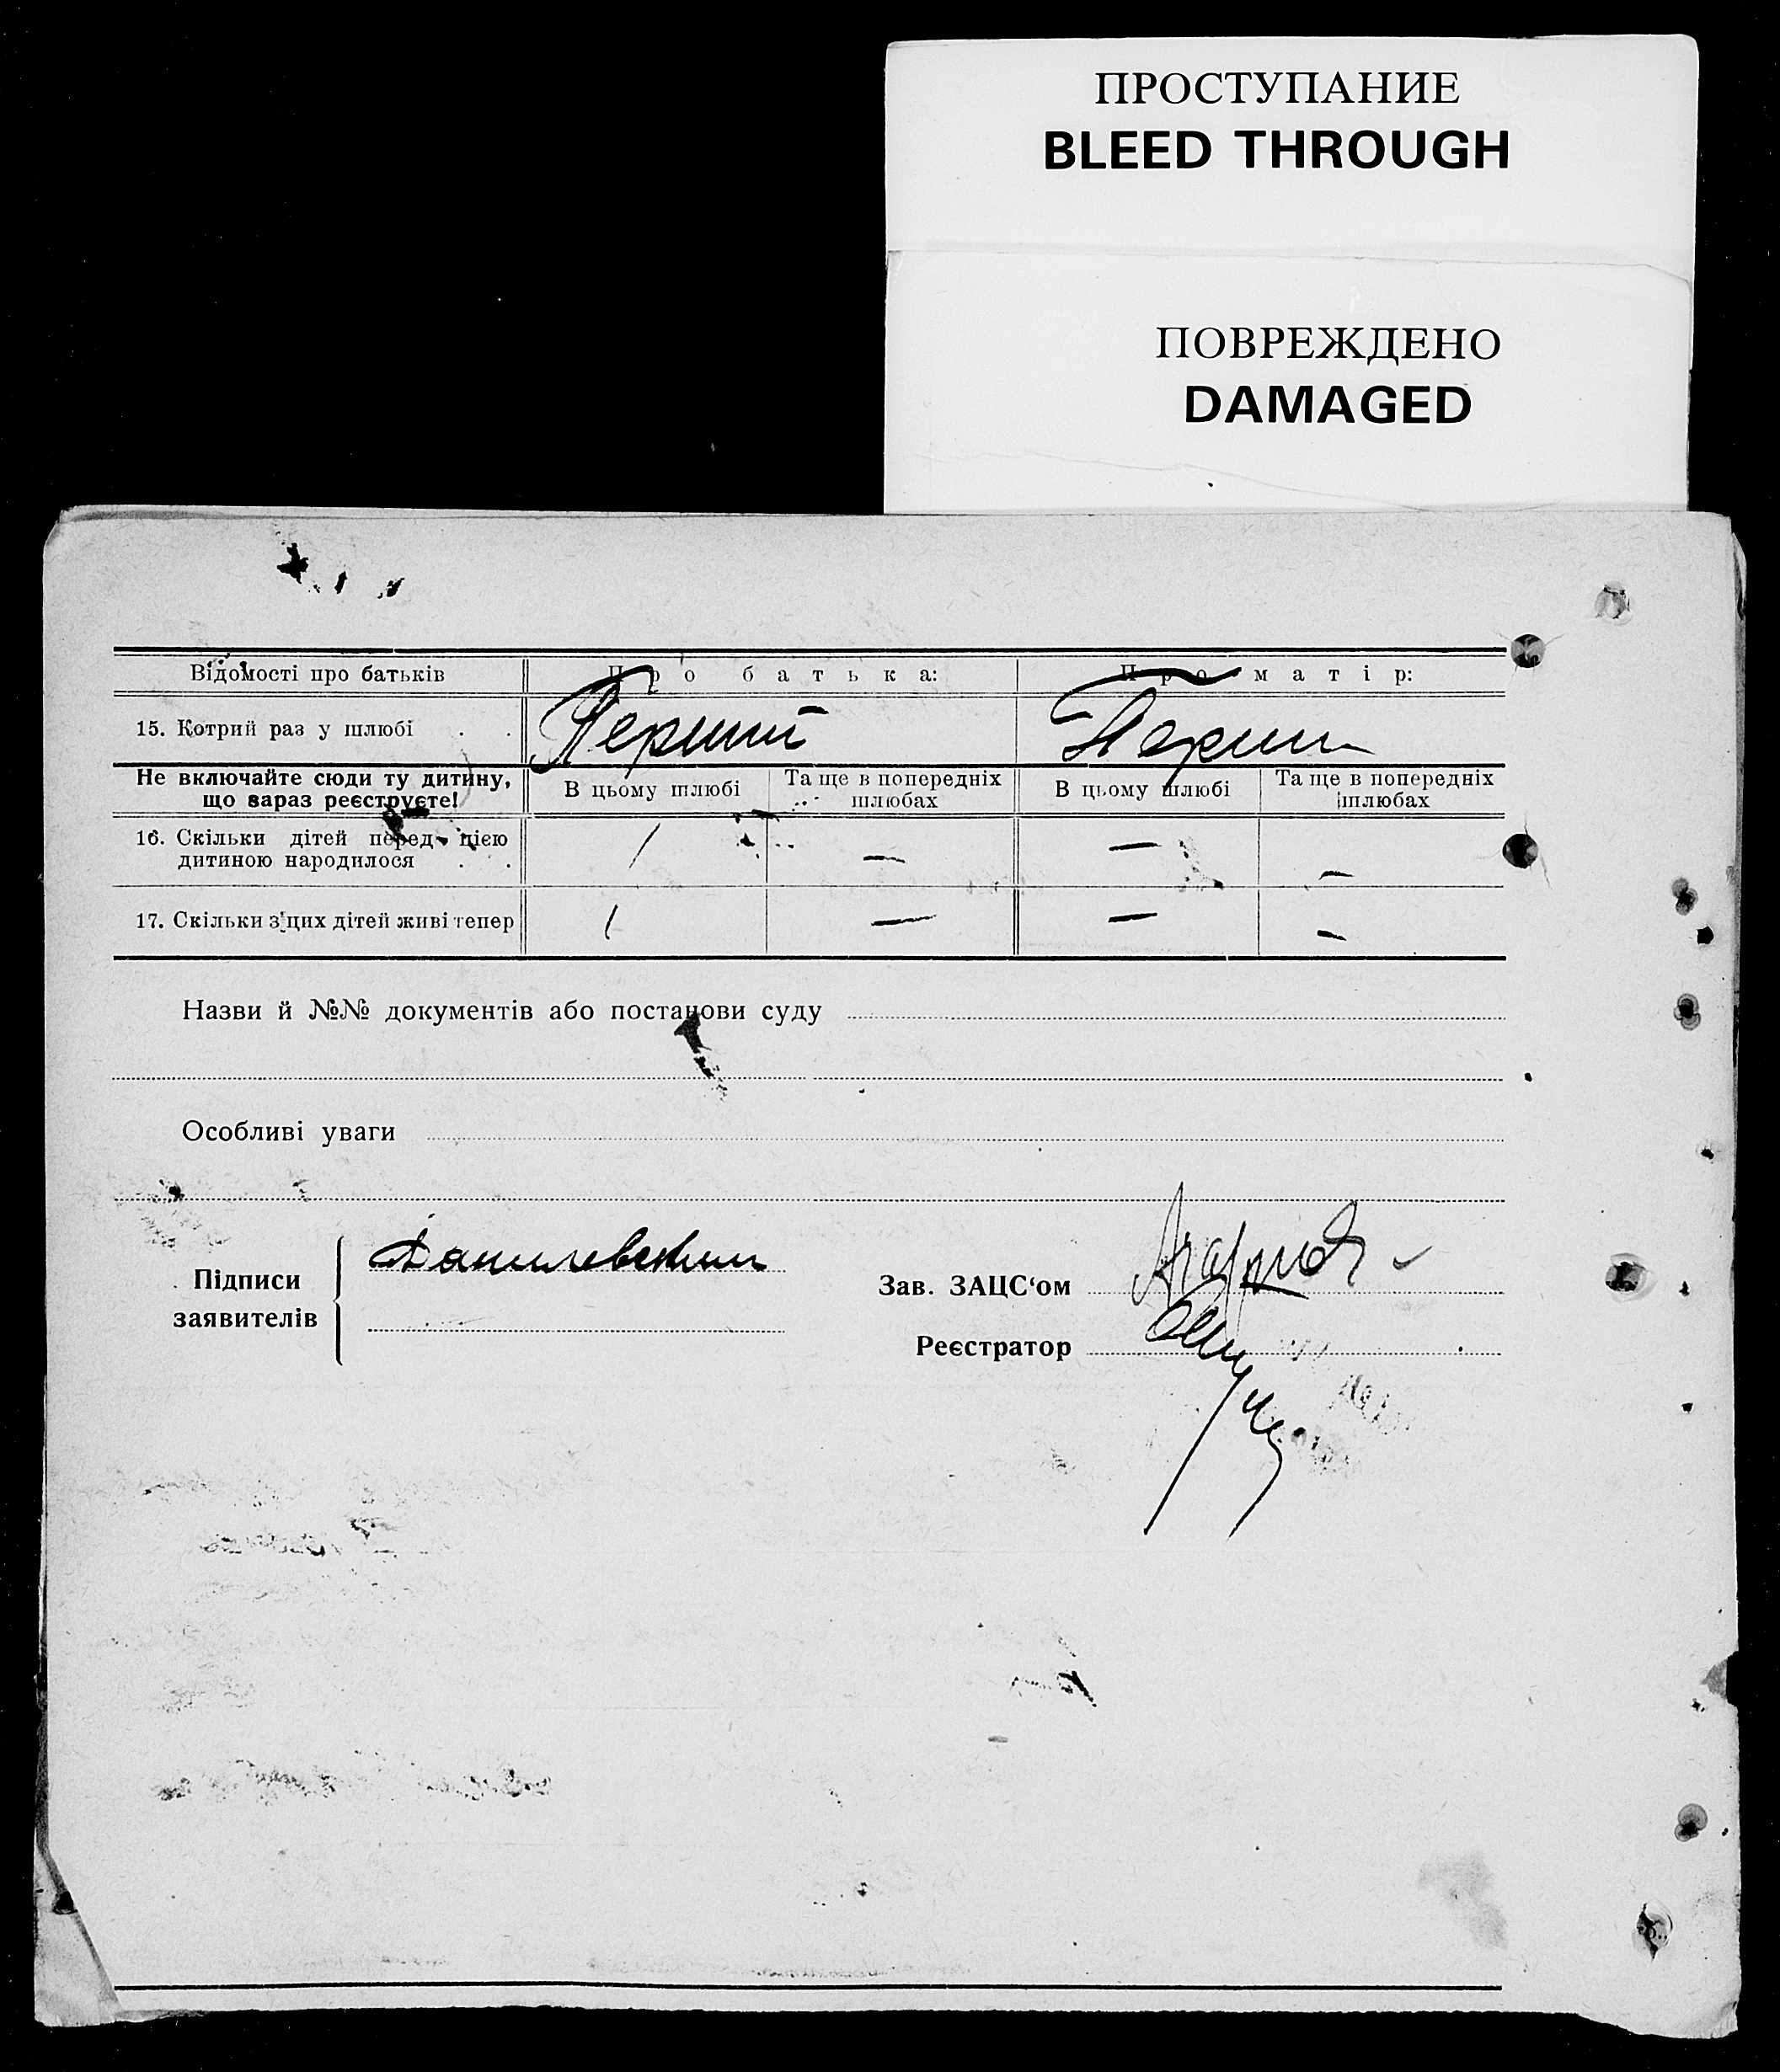 ПРОСТУПАНИЕ
BLEED THROUGH
ПОВРЕЖДЕНО
DAMAGED
Відомості про батьків Про батька: Про матір:
15. Котрий раз у шлюбі . . Перший Перши
Не включайте сюди ту дитину, що зараз реєструєте! В цьому шлюбі Та ще в попередніх шлюбах В цьому шлюбі Та ще в попередніх шлюбах
16. Скільки дітей перед цією
дитиною народилося . . 1 — — —
17. Скільки з цих дітей живі тепер 1 — — —
Назви й №№ документів або постанови суду
Особливі уваги
Підписи
заявителів
Данилевский
Зав. ЗАЦС‘ом
Реєстратор